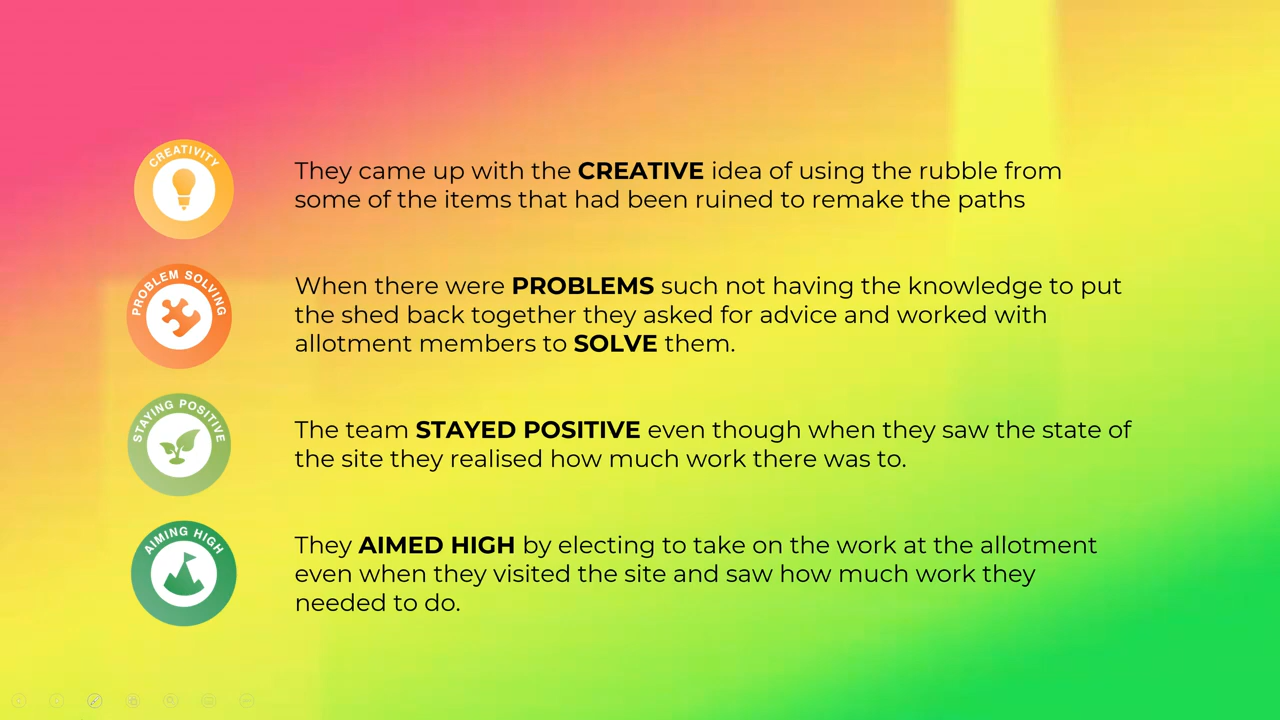 CREATIVITY
They came up with the CREATIVE idea of using the rubble from
some of the items that had been ruined to remake the paths
PROBLEM SOLVING
When there were PROBLEMS such not having the knowledge to put
the shed back together they asked for advice and worked with
allotment members to SOLVE them.
STAYING POSITIVE
The team STAYED POSITIVE even though when they saw the state of
the site they realised how much work there was to.
AIMING HIGH
They AIMED HIGH by electing to take on the work at the allotment
even when they visited the site and saw how much work they
needed to do.